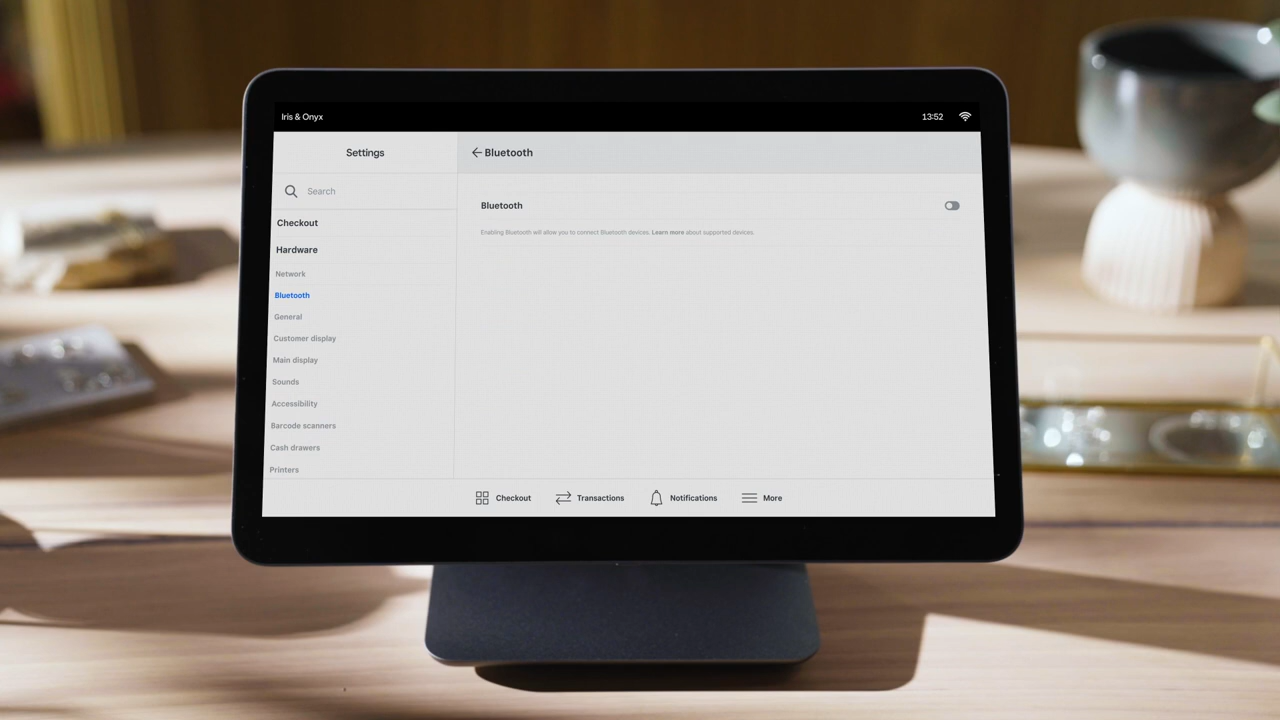 Iris & Onyx
13:52
Settings
Search
Checkout
Hardware
Network
Bluetooth
General
Customer display
Main display
Sounds
Accessibility
Barcode scanners
Cash drawers
Printers
Bluetooth
Bluetooth
Enabling Bluetooth will allow you to connect Bluetooth devices. Learn more about supported devices.
Checkout
Transactions
Notifications
More